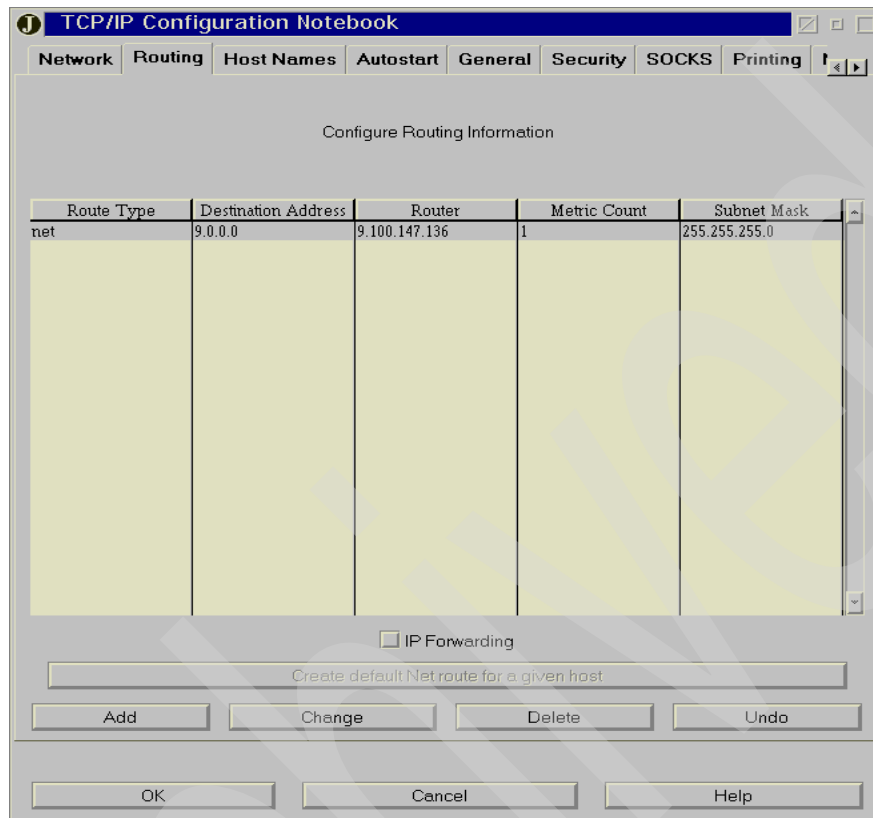 J TCP/IP Configuration Notebook
Network Routing Host Names Autostart General Security SOCKS Printing
Configure Routing Information
Route Type Destination Address Router Metric Count Subnet Mask
net 9.0.0.0 9.100.147.136 1 255.255.255.0
IP Forwarding
Create default Net route for a given host
Add Change Delete Undo
OK Cancel Help